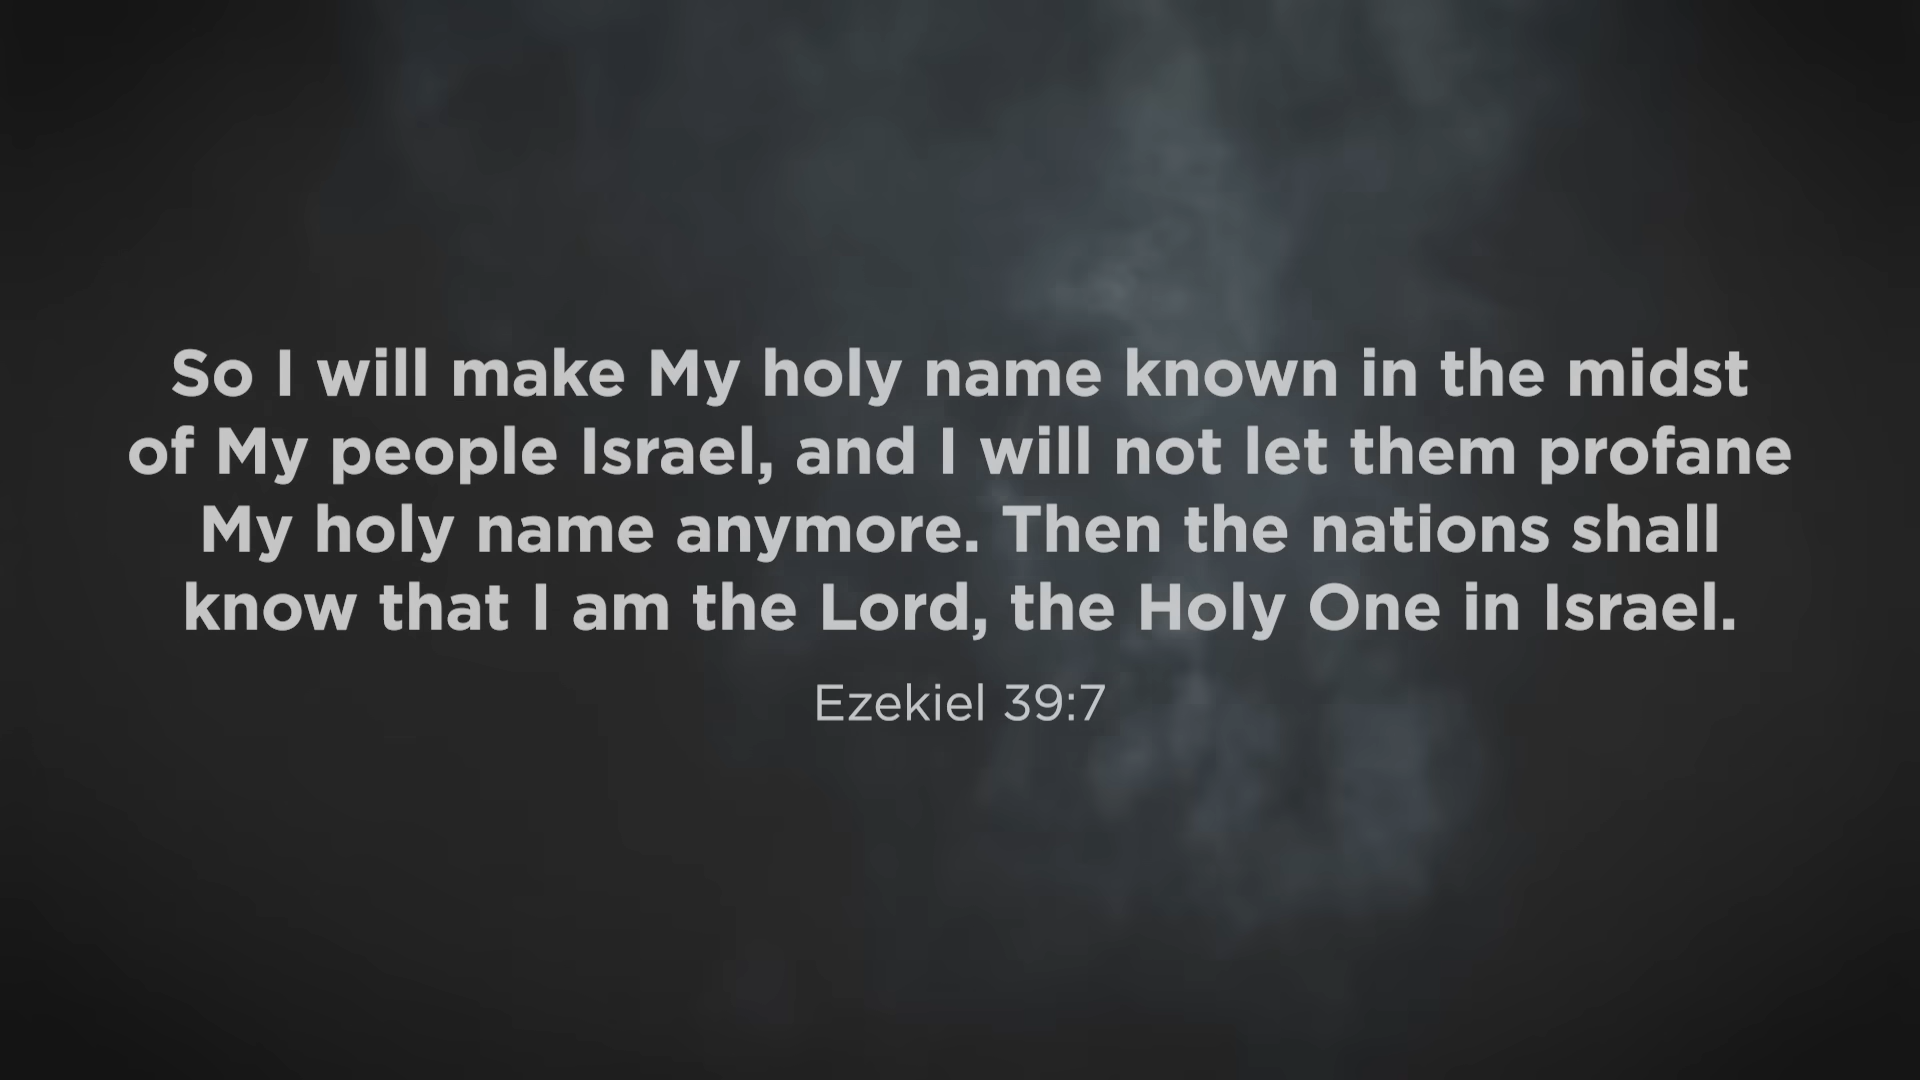 So I will make My holy name known in the midst
of My people Israel, and I will not let them profane
My holy name anymore. Then the nations shall
know that I am the Lord, the Holy One in Israel.
Ezekiel 39:7